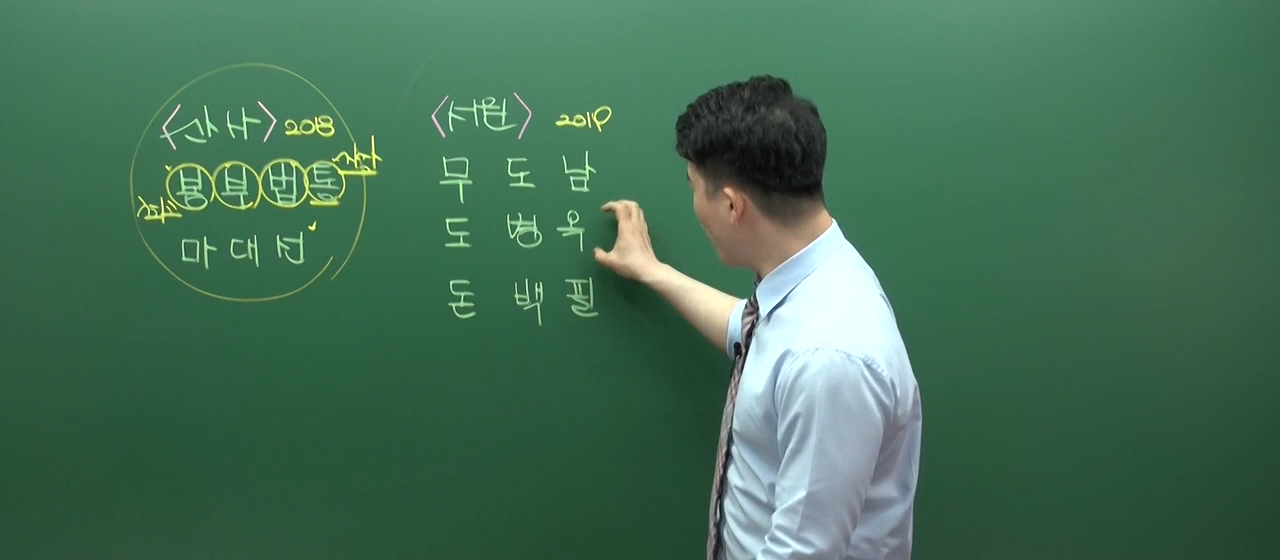 <산사> 2018
봉부법통
마대선
<서원> 2019
무 도 남
도 병 옥
돈 백 필